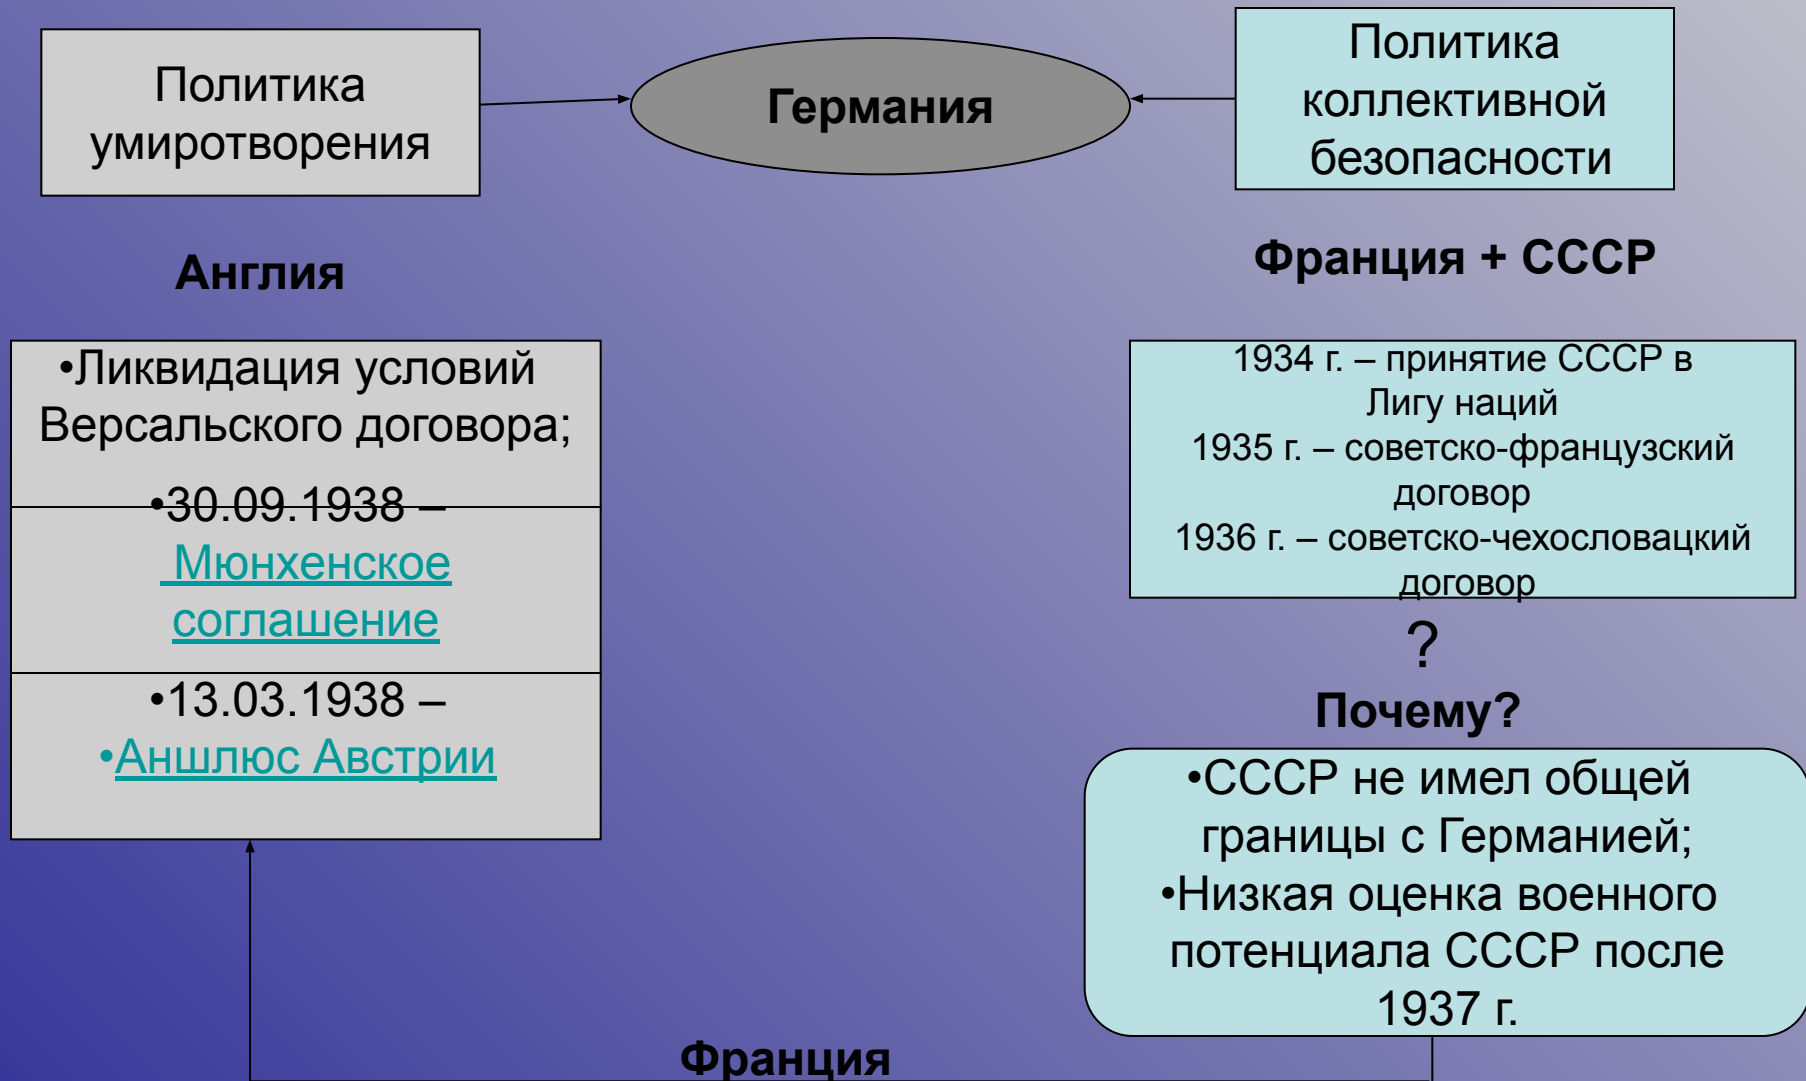 Политика
умиротворения
Германия
Политика
коллективной
безопасности
Англия
Франция + СССР
•Ликвидация условий
Версальского договора;
•30.09.1938 –
Мюнхенское
соглашение
•13.03.1938 –
•Аншлюс Австрии
1934 г. – принятие СССР в
Лигу наций
1935 г. – советско-французский
договор
1936 г. – советско-чехословацкий
договор
?
Почему?
•СССР не имел общей
границы с Германией;
•Низкая оценка военного
потенциала СССР после
1937 г.
Франция